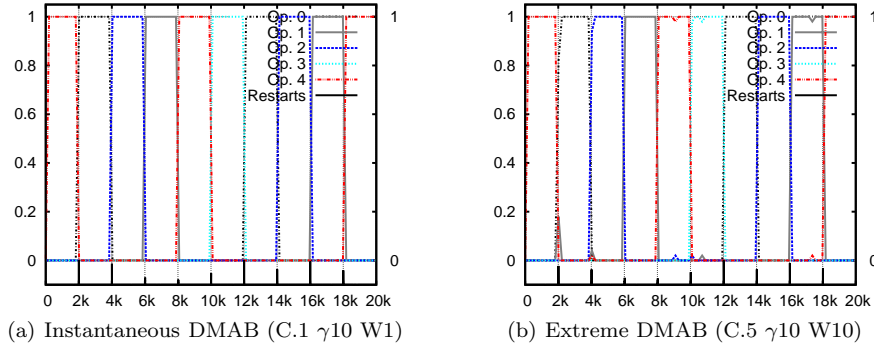 1
0.8
0.6
0.4
0.2
0
1
0
Op. 0
Op. 1
Op. 2
Op. 3
Op. 4
Restarts
0 2k 4k 6k 8k 10k 12k 14k 16k 18k 20k
(a) Instantaneous DMAB (C.1 γ10 W1)
1
0.8
0.6
0.4
0.2
0
1
0
Op. 0
Op. 1
Op. 2
Op. 3
Op. 4
Restarts
0 2k 4k 6k 8k 10k 12k 14k 16k 18k 20k
(b) Extreme DMAB (C.5 γ10 W10)